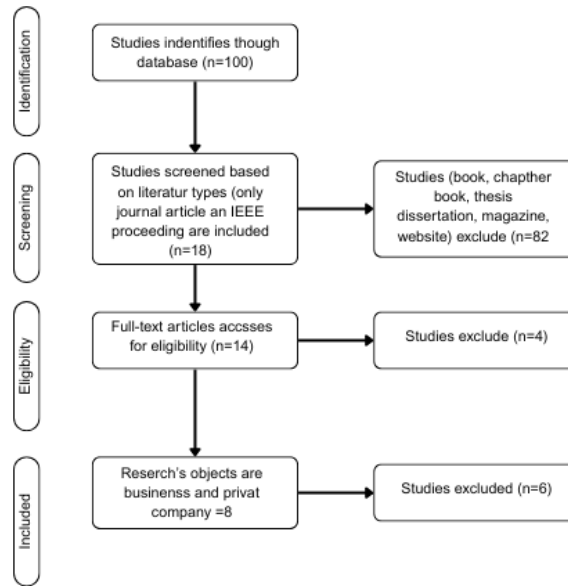 Identification
Studies indentifies though
database (n=100)
Screening
Studies screened based
on literatur types (only
journal article an IEEE
proceeding are included
(n=18)
Studies (book, chapther
book, thesis
dissertation, magazine,
website) exclude (n=82
Eligibility
Full-text articles accsses
for eligibility (n=14)
Studies exclude (n=4)
Included
Reserch's objects are
businenss and privat
company =8
Studies excluded (n=6)